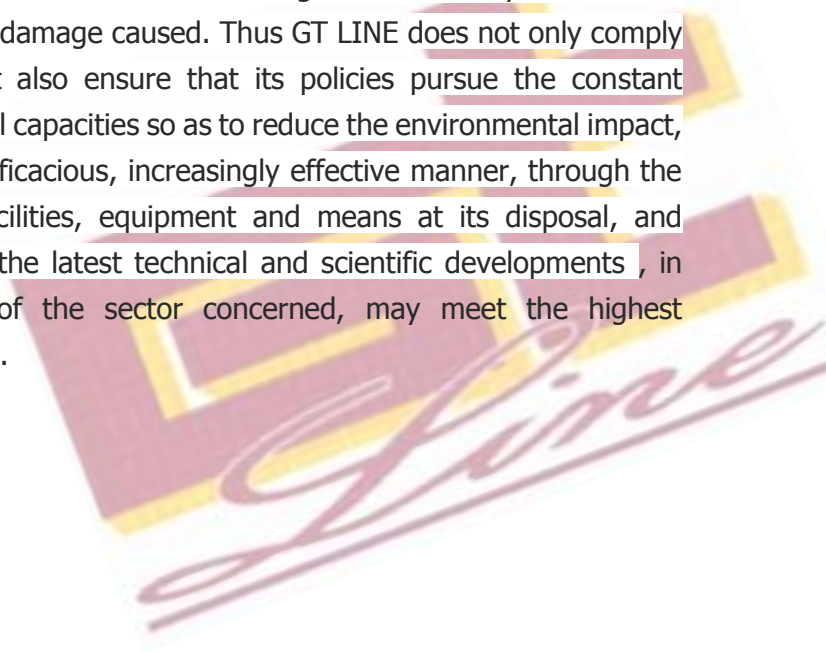 damage caused. Thus GT LINE does not only comply
also ensure that its policies pursue the constant
capacities so as to reduce the environmental impact,
ficacious, increasingly effective manner, through the
cilities, equipment and means at its disposal, and
the latest technical and scientific developments , in
of the sector concerned, may meet the highest
.
GT
Line